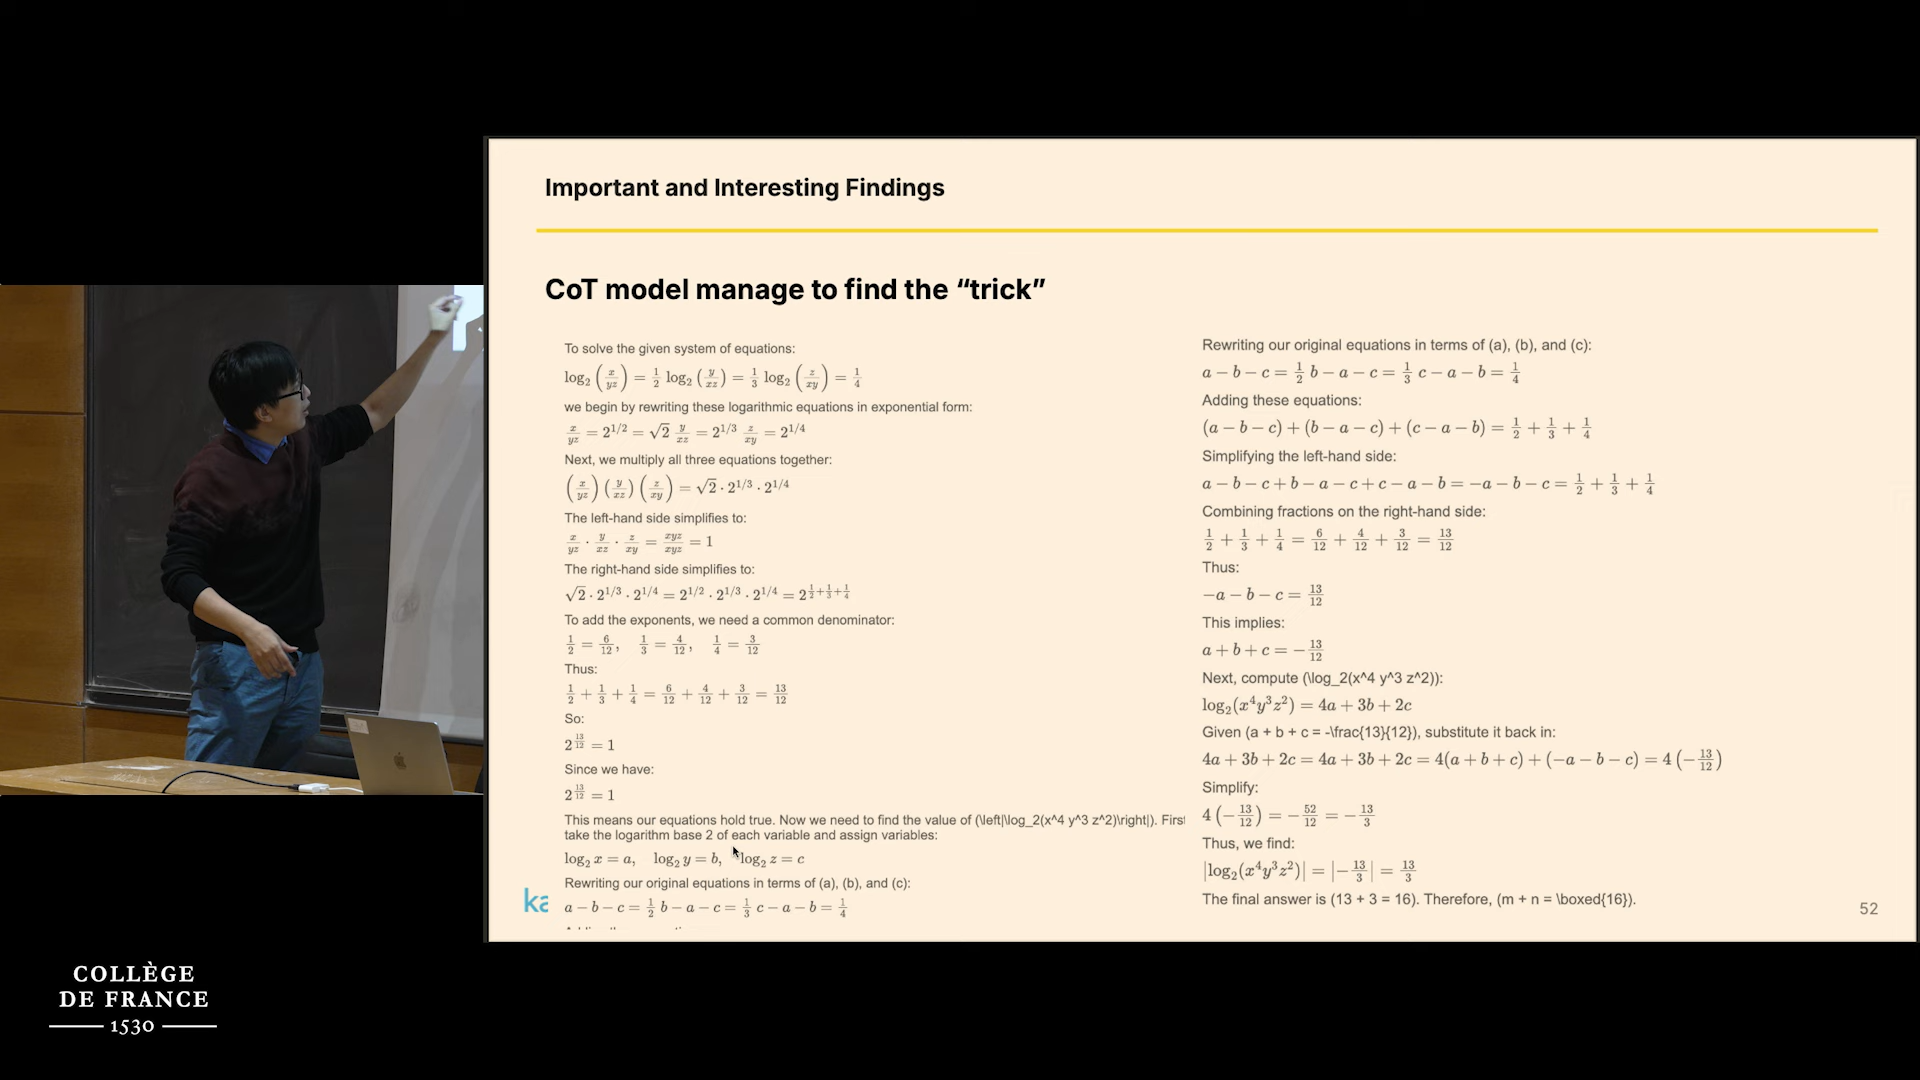 Important and Interesting Findings
CoT model manage to find the “trick”
To solve the given system of equations:
log₂ (x/yz) = 1/2 log₂ (y/xz) = 1/3 log₂ (z/xy) = 1/4
we begin by rewriting these logarithmic equations in exponential form:
x/yz = 2^1/2 = √2 y/xz = 2^1/3 z/xy = 2^1/4
Next, we multiply all three equations together:
(x/yz) (y/xz) (z/xy) = √2 · 2^1/3 · 2^1/4
The left-hand side simplifies to:
x/yz · y/xz · z/xy = xyz/xyz = 1
The right-hand side simplifies to:
√2 · 2^1/3 · 2^1/4 = 2^1/2 · 2^1/3 · 2^1/4 = 2^(1/2+1/3+1/4)
To add the exponents, we need a common denominator:
1/2 = 6/12, 1/3 = 4/12, 1/4 = 3/12
Thus:
1/2 + 1/3 + 1/4 = 6/12 + 4/12 + 3/12 = 13/12
So:
2^13/12 = 1
Since we have:
2^13/12 = 1
This means our equations hold true. Now we need to find the value of (\left|\log_2(x^4 y^3 z^2)\right|). First
take the logarithm base 2 of each variable and assign variables:
log₂ x = a, log₂ y = b, log₂ z = c
Rewriting our original equations in terms of (a), (b), and (c):
a − b − c = 1/2 b − a − c = 1/3 c − a − b = 1/4
Rewriting our original equations in terms of (a), (b), and (c):
a − b − c = 1/2 b − a − c = 1/3 c − a − b = 1/4
Adding these equations:
(a − b − c) + (b − a − c) + (c − a − b) = 1/2 + 1/3 + 1/4
Simplifying the left-hand side:
a − b − c + b − a − c + c − a − b = −a − b − c = 1/2 + 1/3 + 1/4
Combining fractions on the right-hand side:
1/2 + 1/3 + 1/4 = 6/12 + 4/12 + 3/12 = 13/12
Thus:
−a − b − c = 13/12
This implies:
a + b + c = −13/12
Next, compute (\log_2(x^4 y^3 z^2)):
log₂(x⁴y³z²) = 4a + 3b + 2c
Given (a + b + c = -\frac{13}{12}), substitute it back in:
4a + 3b + 2c = 4a + 3b + 2c = 4(a + b + c) + (−a − b − c) = 4 (−13/12)
Simplify:
4 (−13/12) = −52/12 = −13/3
Thus, we find:
|log₂(x⁴y³z²)| = |−13/3| = 13/3
The final answer is (13 + 3 = 16). Therefore, (m + n = \boxed{16}).
ka
52
COLLÈGE
DE FRANCE
1530